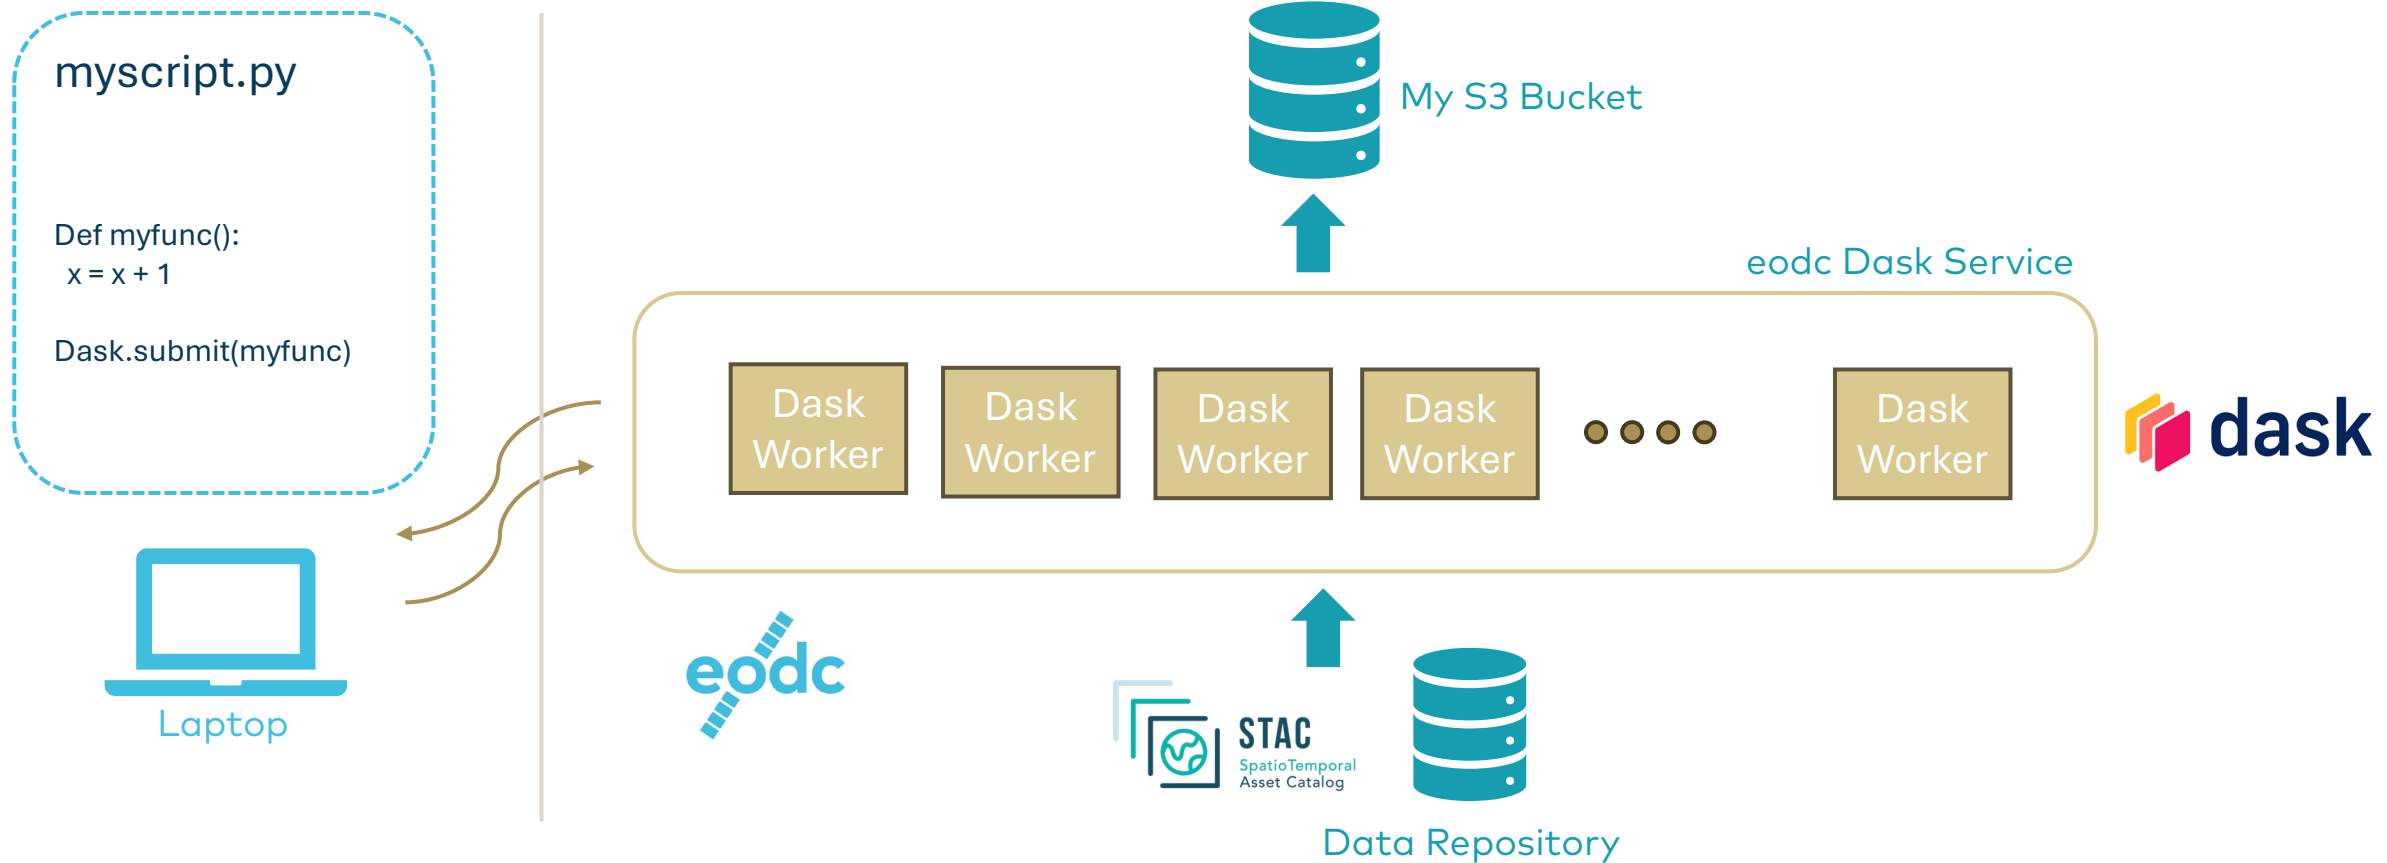 myscript.py
Def myfunc():
x = x + 1
Dask.submit(myfunc)
Laptop
My S3 Bucket
eodc Dask Service
Dask
Worker
Dask
Worker
Dask
Worker
Dask
Worker
Dask
Worker
dask
eodc
STAC
SpatioTemporal
Asset Catalog
Data Repository